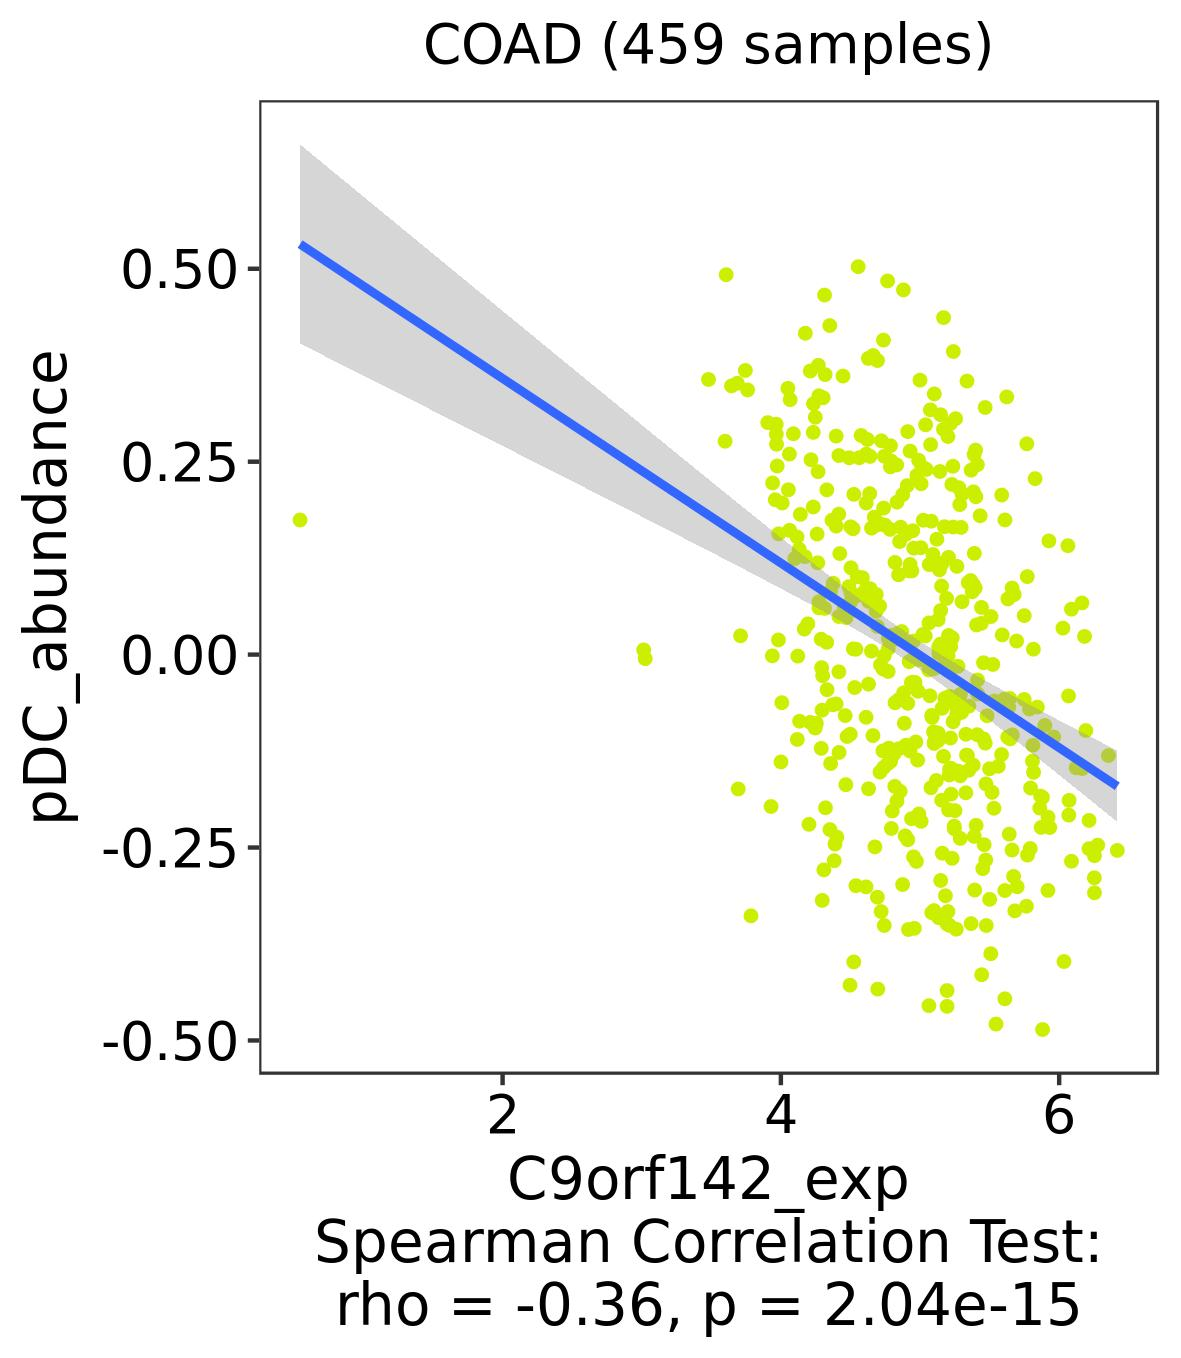 COAD (459 samples)
pDC_abundance
0.50
0.25
0.00
-0.25
-0.50
2 4 6
C9orf142_exp
Spearman Correlation Test:
rho = -0.36, p = 2.04e-15